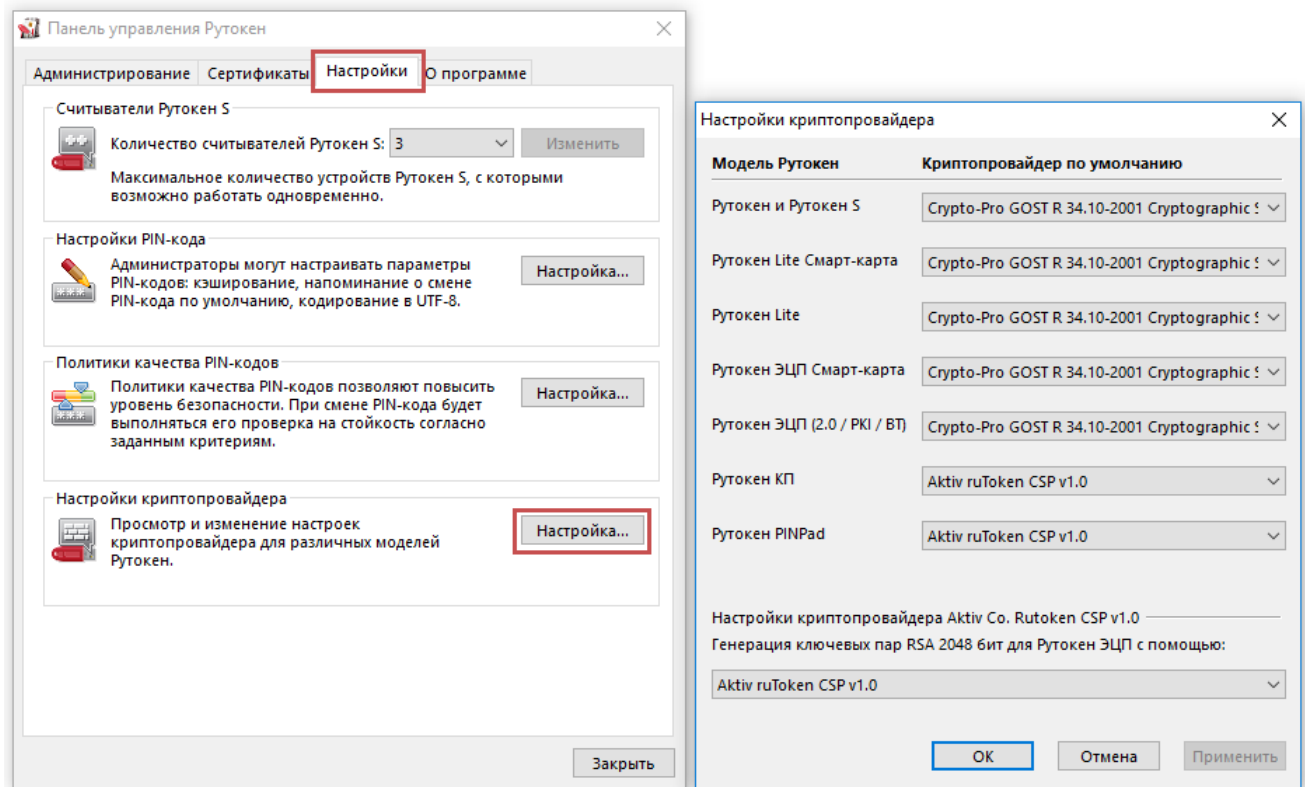 Панель управления Рутокен
Администрирование Сертификаты Настройки О программе
Считыватели Рутокен S
Количество считывателей Рутокен S: 3 Изменить
Максимальное количество устройств Рутокен S, с которыми
возможно работать одновременно.
Настройки PIN-кода
Администраторы могут настраивать параметры
PIN-кодов: кэширование, напоминание о смене
PIN-кода по умолчанию, кодирование в UTF-8.
Настройка...
Политики качества PIN-кодов
Политики качества PIN-кодов позволяют повысить
уровень безопасности. При смене PIN-кода будет
выполняться его проверка на стойкость согласно
заданным критериям.
Настройка...
Настройки криптопровайдера
Просмотр и изменение настроек
криптопровайдера для различных моделей
Рутокен.
Настройка...
Закрыть
Настройки криптопровайдера
Модель Рутокен Криптопровайдер по умолчанию
Рутокен и Рутокен S Crypto-Pro GOST R 34.10-2001 Cryptographic
Рутокен Lite Смарт-карта Crypto-Pro GOST R 34.10-2001 Cryptographic
Рутокен Lite Crypto-Pro GOST R 34.10-2001 Cryptographic
Рутокен ЭЦП Смарт-карта Crypto-Pro GOST R 34.10-2001 Cryptographic
Рутокен ЭЦП (2.0 / PKI / BT) Crypto-Pro GOST R 34.10-2001 Cryptographic
Рутокен КП Aktiv ruToken CSP v1.0
Рутокен PINPad Aktiv ruToken CSP v1.0
Настройки криптопровайдера Aktiv Co. Rutoken CSP v1.0
Генерация ключевых пар RSA 2048 бит для Рутокен ЭЦП с помощью:
Aktiv ruToken CSP v1.0
ОК Отмена Применить